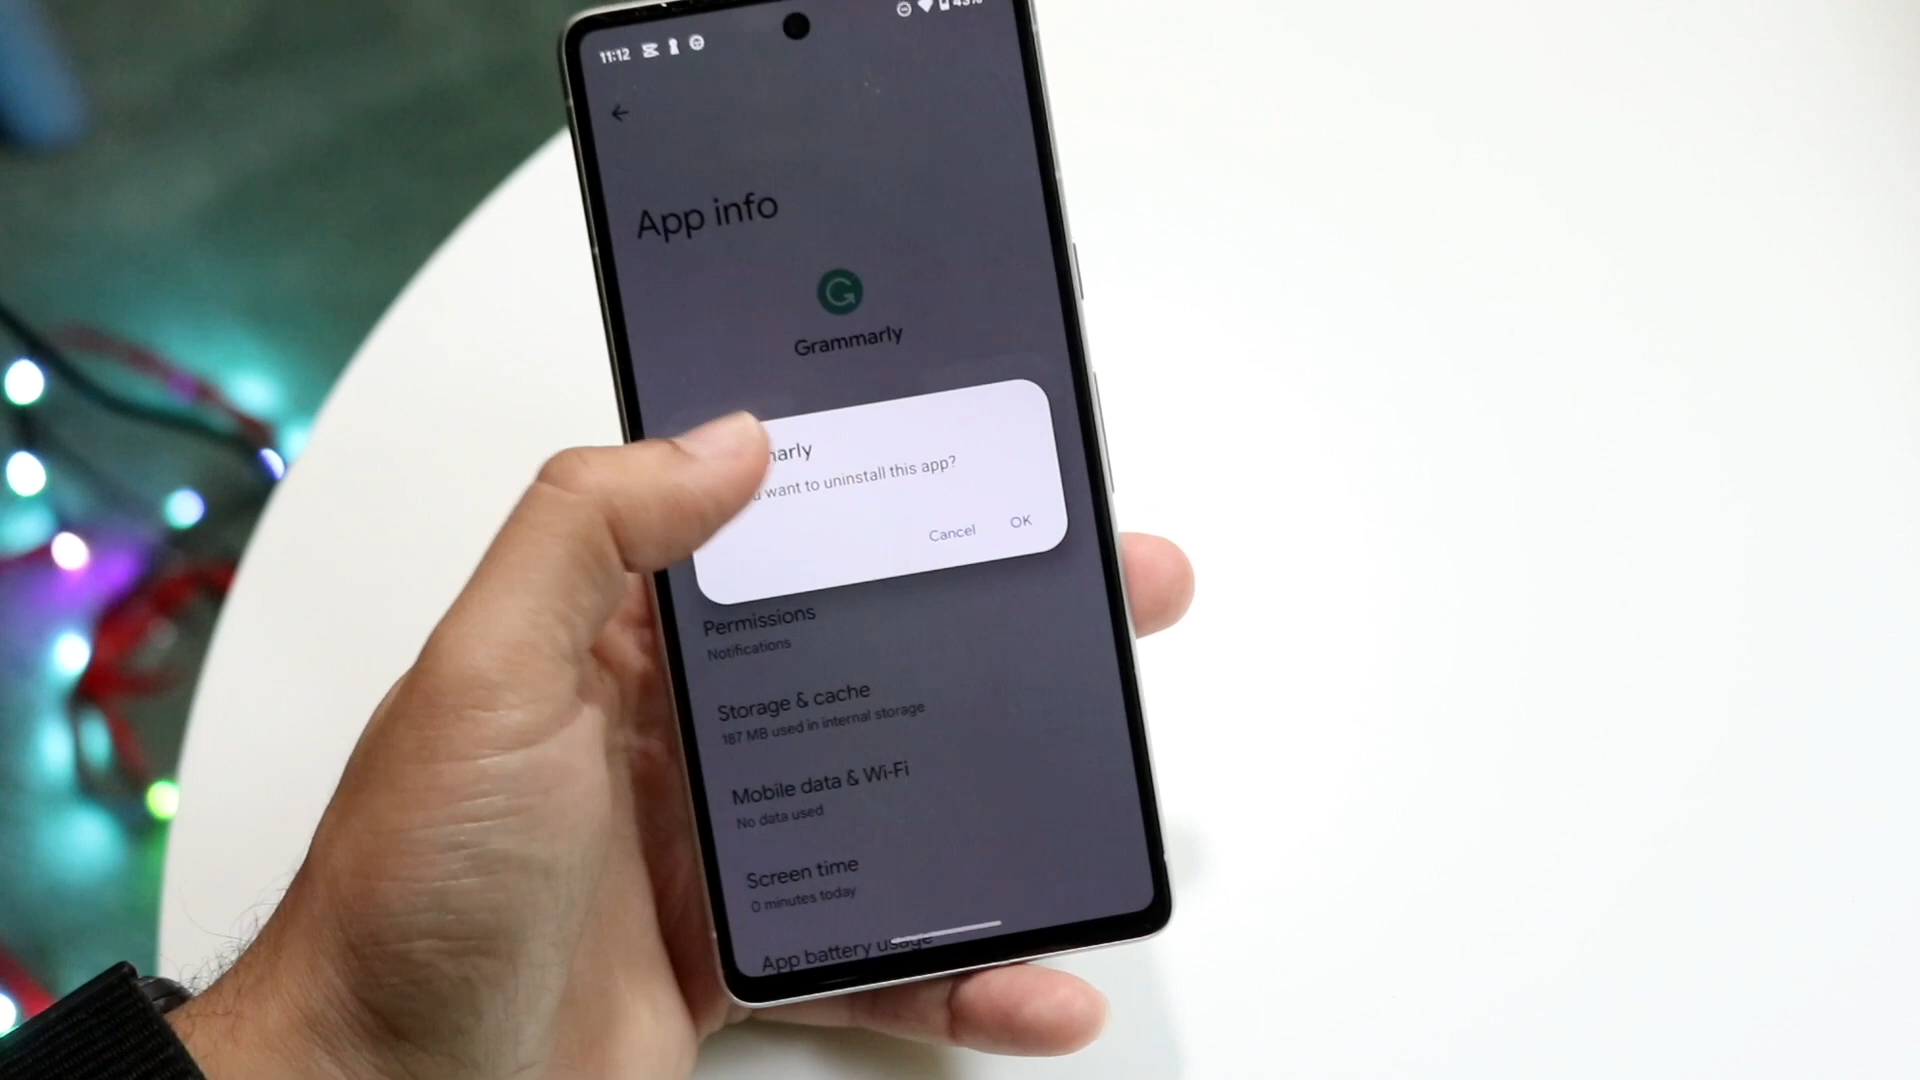 11:12 43%
App info
Grammarly
want to uninstall this app?
Cancel OK
Permissions
Notifications
Storage & cache
187 MB used in internal storage
Mobile data & Wi-Fi
No data used
Screen time
0 minutes today
App battery usage